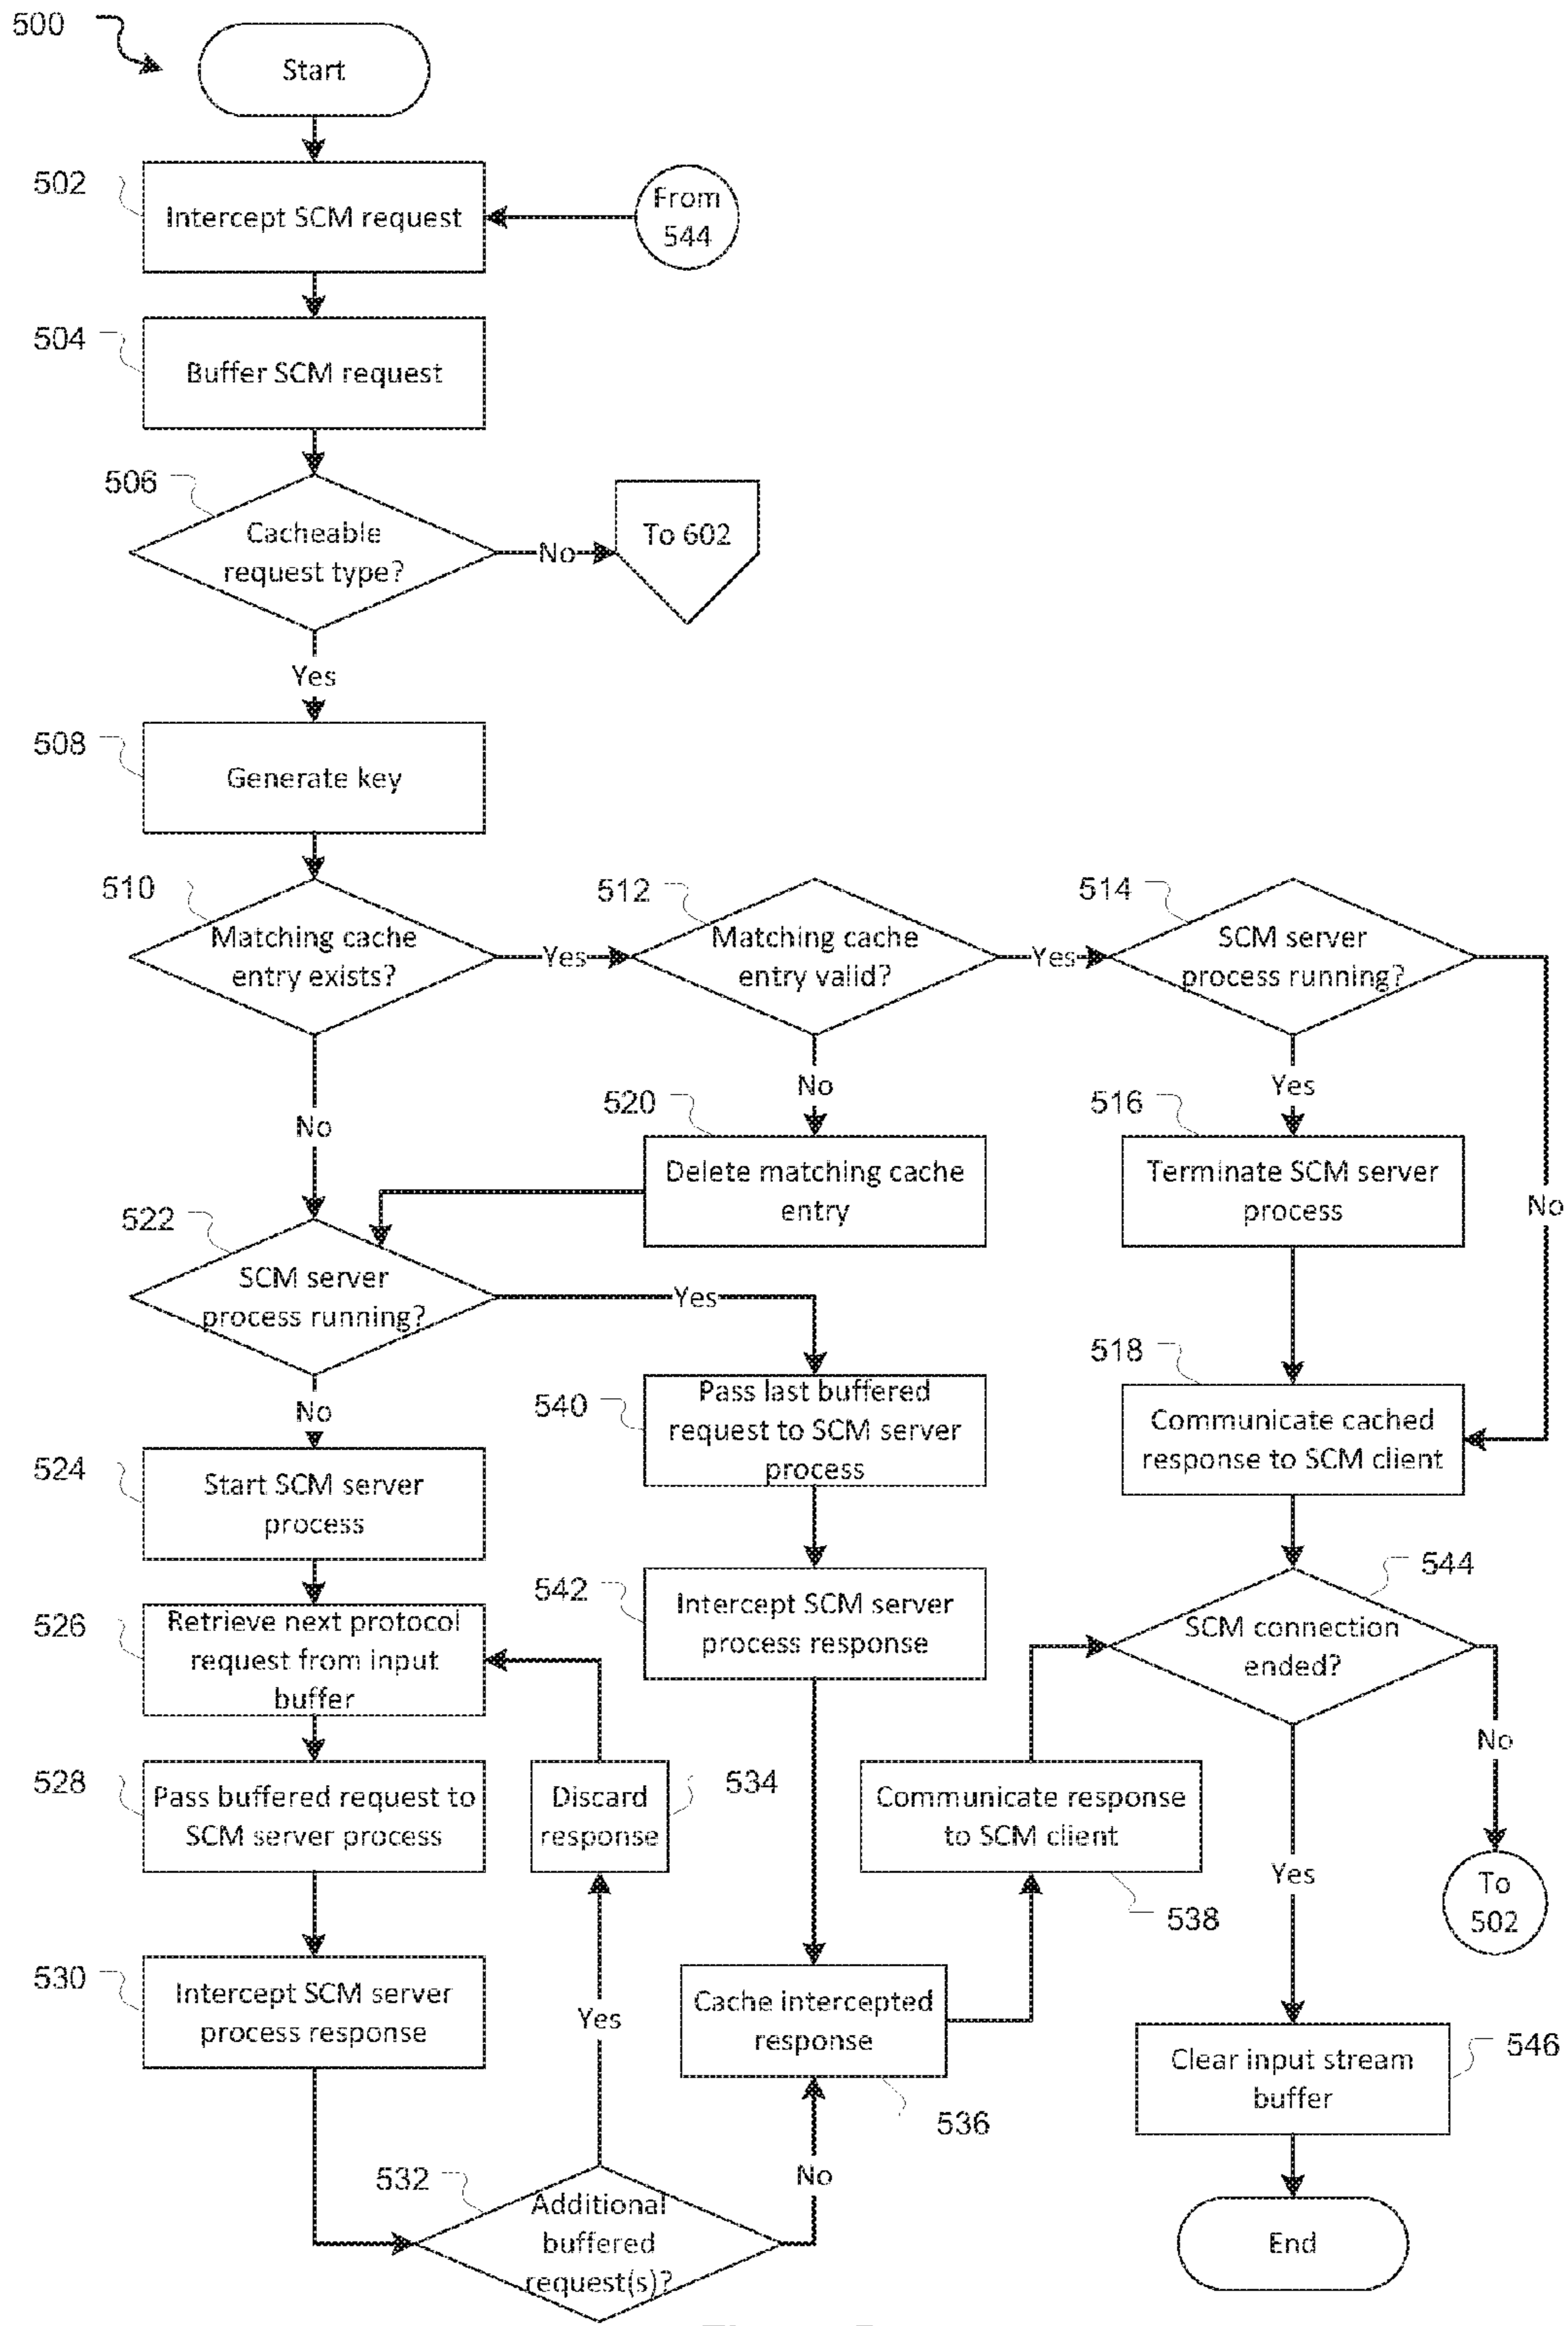 500
Start
502
Intercept SCM request
From
544
504
Buffer SCM request
506
Cacheable
request type?
No
To 602
Yes
508
Generate key
510
Matching cache
entry exists?
Yes
512
Matching cache
entry valid?
Yes
514
SCM server
process running?
No
No
520
Delete matching cache
entry
Yes
516
Terminate SCM server
process
No
522
SCM server
process running?
Yes
518
Communicate cached
response to SCM client
No
540
Pass last buffered
request to SCM server
process
524
Start SCM server
process
544
SCM connection
ended?
542
Intercept SCM server
process response
526
Retrieve next protocol
request from input
buffer
No
To
502
528
Pass buffered request to
SCM server process
Discard
response
534
Communicate response
to SCM client
538
Yes
530
Intercept SCM server
process response
Yes
Cache intercepted
response
536
Clear input stream
buffer
546
532
Additional
buffered
request(s)?
No
End